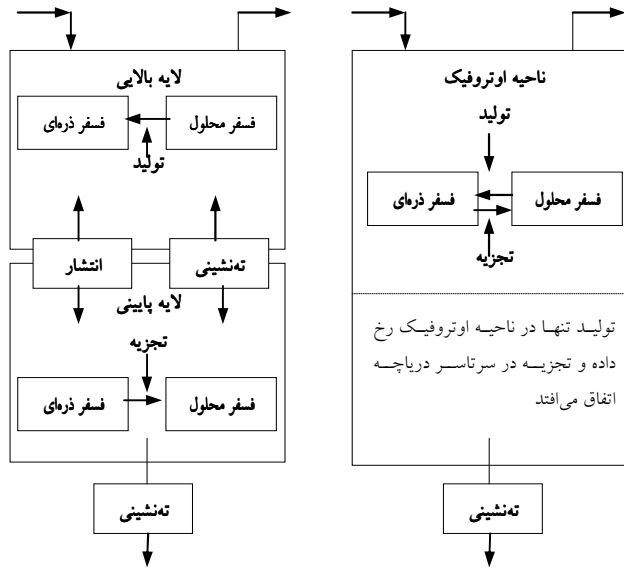 لایه بالایی
فسفر محلول
فسفر ذره‌ای
تولید
ته‌نشینی
انتشار
لایه پایینی
تجزیه
فسفر محلول
فسفر ذره‌ای
ته‌نشینی
ناحیه اوتروفیک
تولید
فسفر محلول
فسفر ذره‌ای
تجزیه
تولید تنها در ناحیه اوتروفیک رخ
داده و تجزیه در سرتاسر دریاچه
اتفاق می‌افتد
ته‌نشینی